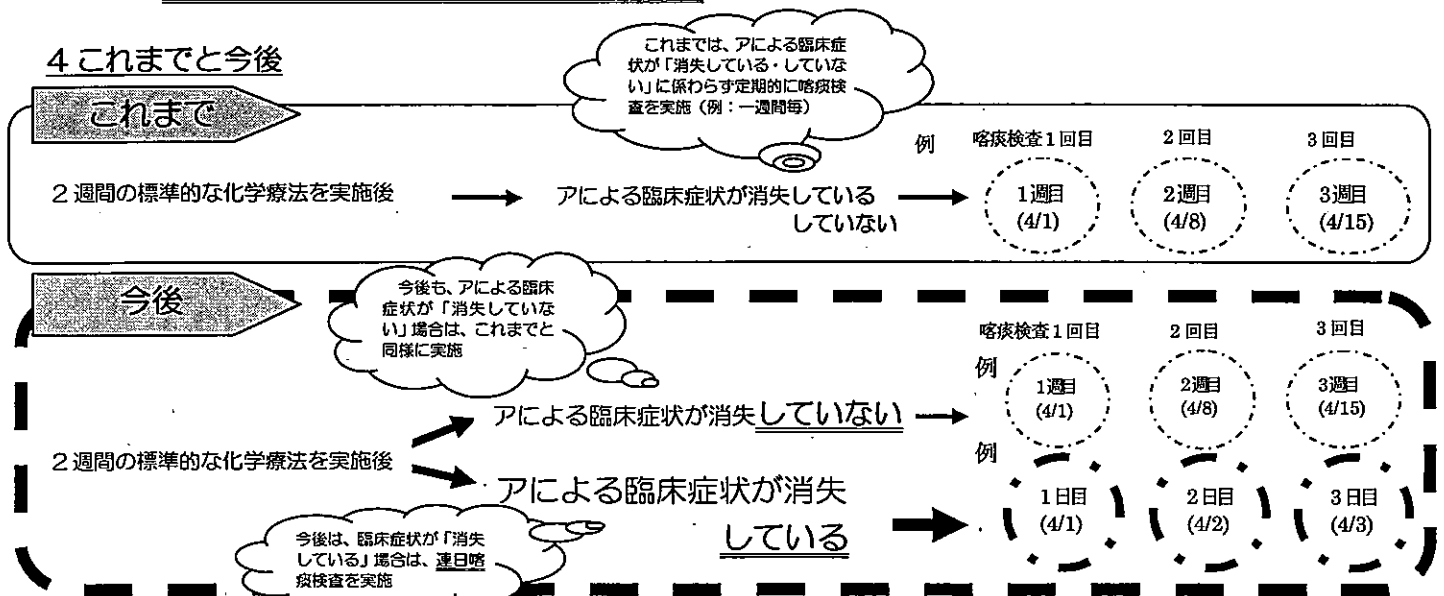 4 これまでと今後
これまでは、アによる臨床症
状が「消失している・していな
い」に係わらず定期的に喀痰検
査を実施（例：一週間毎）
これまで
例
喀痰検査1回目 2回目 3回目
2週間の標準的な化学療法を実施後
アによる臨床症状が消失している
していない
1週目
(4/1)
2週目
(4/8)
3週目
(4/15)
今後
今後も、アによる臨床
症状が「消失していな
い」場合は、これまでと
同様に実施
喀痰検査1回目 2回目 3回目
例
1週目
(4/1)
2週目
(4/8)
3週目
(4/15)
アによる臨床症状が消失していない
2週間の標準的な化学療法を実施後
例
アによる臨床症状が消失
している
1日目
(4/1)
2日目
(4/2)
3日目
(4/3)
今後は、臨床症状が「消失
している」場合は、連日喀
痰検査を実施